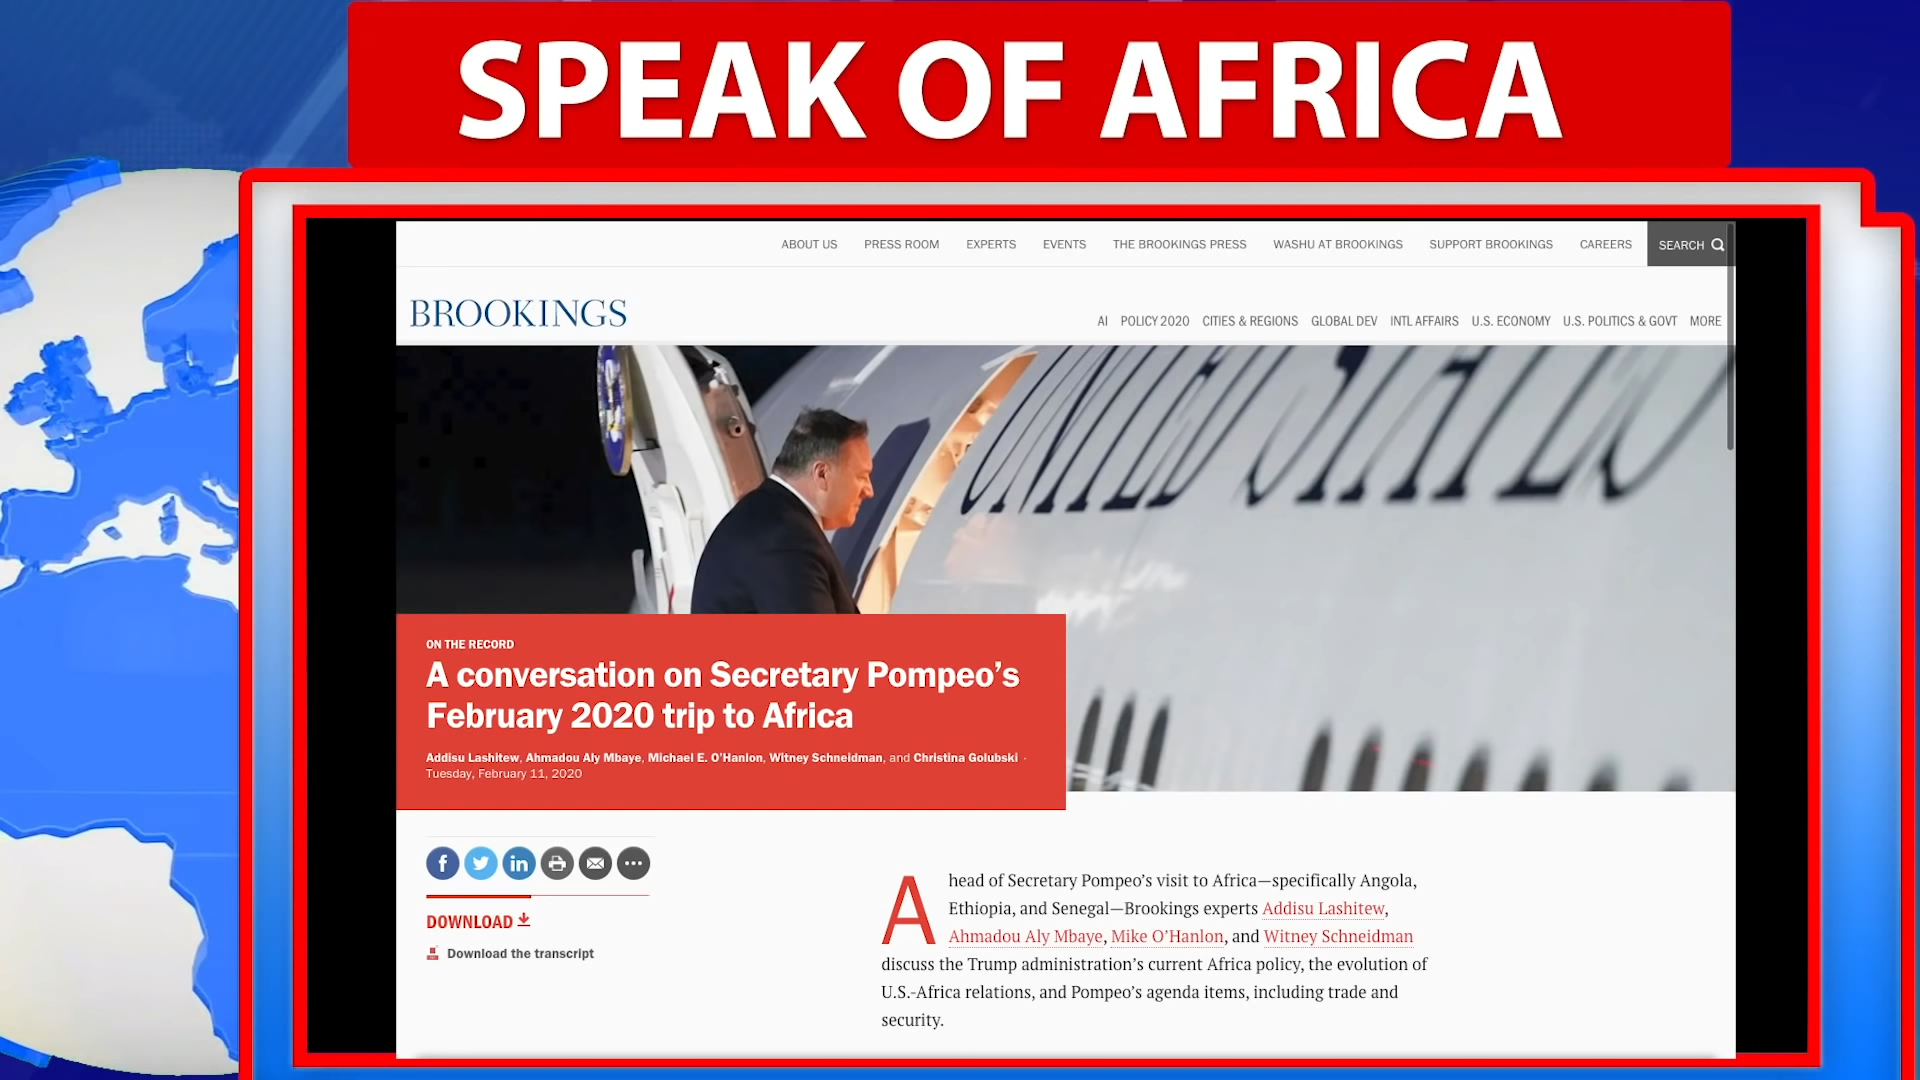 SPEAK OF AFRICA
ABOUT US PRESS ROOM EXPERTS EVENTS THE BROOKINGS PRESS WASHU AT BROOKINGS SUPPORT BROOKINGS CAREERS SEARCH
BROOKINGS
AI POLICY 2020 CITIES & REGIONS GLOBAL DEV INTL AFFAIRS U.S. ECONOMY U.S. POLITICS & GOVT MORE
UNITED STATES
ON THE RECORD
A conversation on Secretary Pompeo’s
February 2020 trip to Africa
Addisu Lashitew, Ahmadou Aly Mbaye, Michael E. O’Hanlon, Witney Schneidman, and Christina Golubski ·
Tuesday, February 11, 2020
DOWNLOAD
Download the transcript
Ahead of Secretary Pompeo’s visit to Africa—specifically Angola,
Ethiopia, and Senegal—Brookings experts Addisu Lashitew,
Ahmadou Aly Mbaye, Mike O’Hanlon, and Witney Schneidman
discuss the Trump administration’s current Africa policy, the evolution of
U.S.-Africa relations, and Pompeo’s agenda items, including trade and
security.